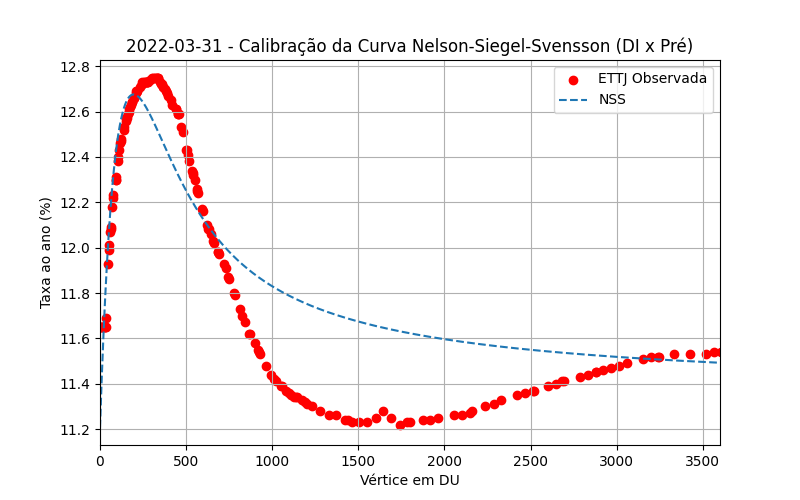 2022-03-31 - Calibração da Curva Nelson-Siegel-Svensson (DI x Pré)
ETTJ Observada
NSS
Taxa ao ano (%)
12.8
12.6
12.4
12.2
12.0
11.8
11.6
11.4
11.2
0 500 1000 1500 2000 2500 3000 3500
Vértice em DU